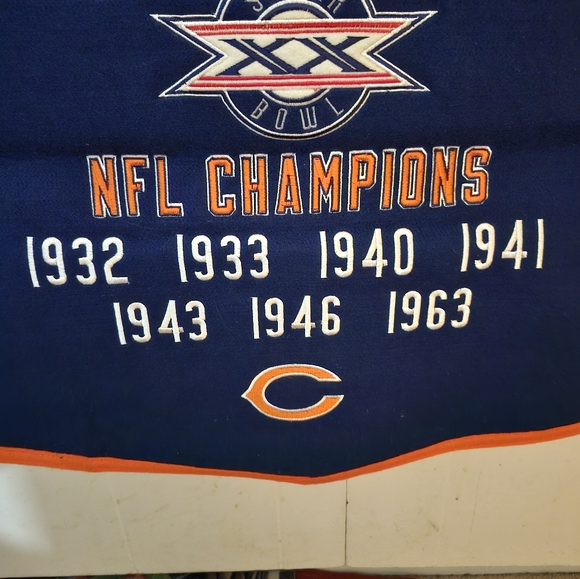 XX
BOWL
NFL CHAMPIONS
1932 1933 1940 1941
1943 1946 1963
C